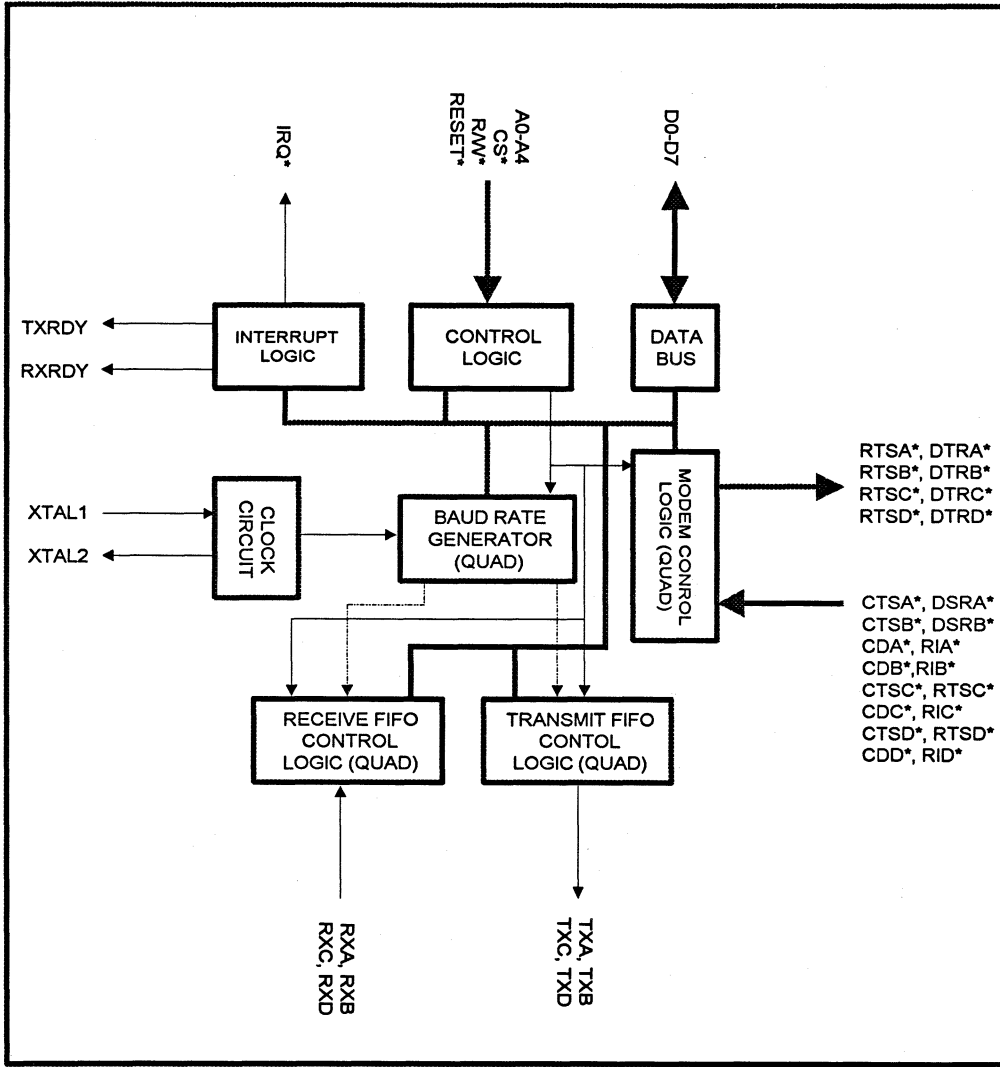 IRQ*
A0-A4
CS*
R/W*
RESET*
D0-D7
TXRDY
RXRDY
INTERRUPT
LOGIC
CONTROL
LOGIC
DATA
BUS
XTAL1
XTAL2
CLOCK
CIRCUIT
BAUD RATE
GENERATOR
(QUAD)
MODEM CONROL
LOGIC (QUAD)
RTSA*, DTRA*
RTSB*, DTRB*
RTSC*, DTRC*
RTSD*, DTRD*
CTSA*, DSRA*
CTSB*, DSRB*
CDA*, RIA*
CDB*,RIB*
CTSC*, RTSC*
CDC*, RIC*
CTSD*, RTSD*
CDD*, RID*
RECEIVE FIFO
CONTROL
LOGIC (QUAD)
TRANSMIT FIFO
CONTOL
LOGIC (QUAD)
RXA, RXB
RXC, RXD
TXA, TXB
TXC, TXD